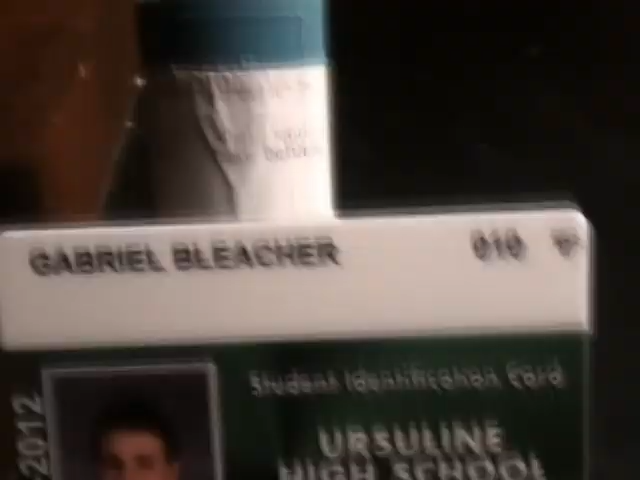 GABRIEL BLEACHER 010
Student Identification Card
URSULINE
HIGH SCHOOL
2012